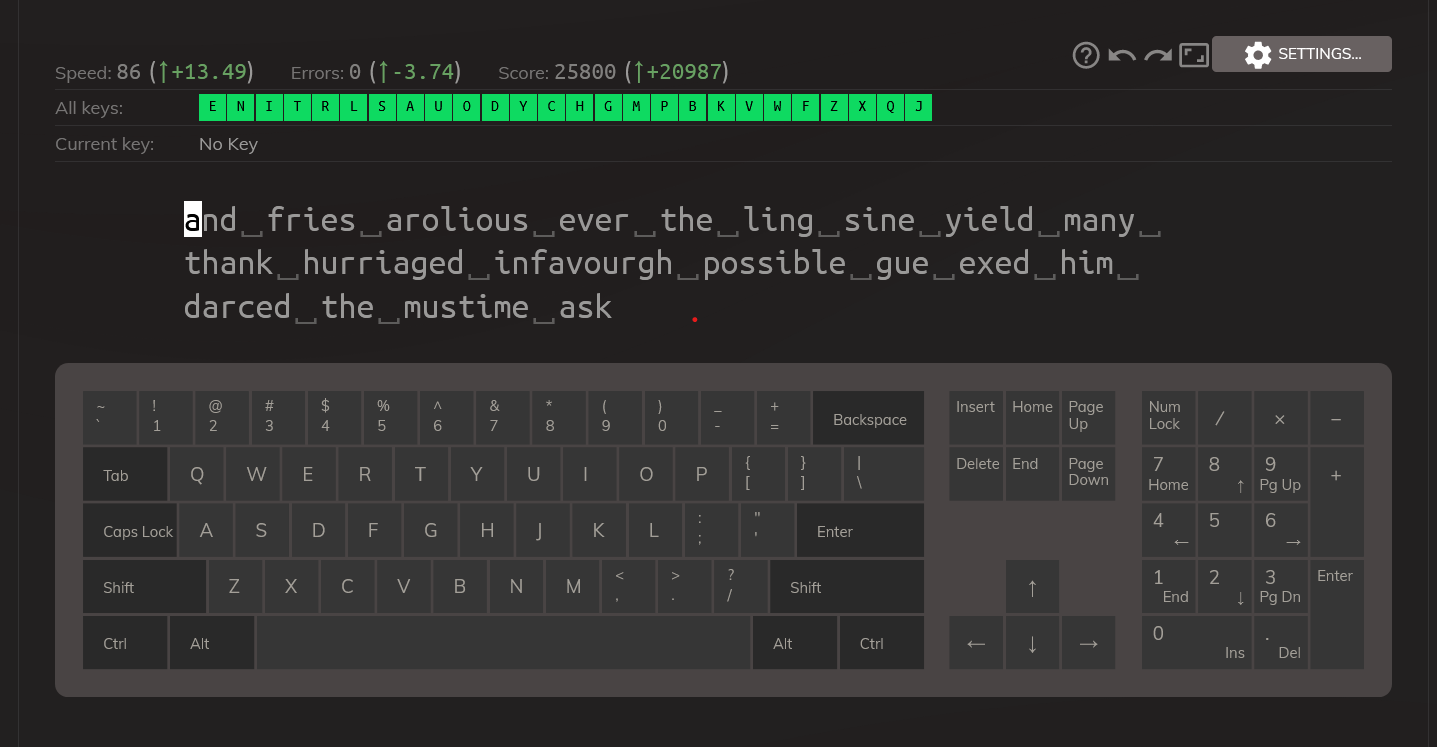 Speed: 86 (↑+13.49) Errors: 0 (↑-3.74) Score: 25800 (↑+20987)
SETTINGS...
All keys: E N I T R L S A U O D Y C H G M P B K V W F Z X Q J
Current key: No Key
and␣fries␣arolious␣ever␣the␣ling␣sine␣yield␣many␣
thank␣hurriaged␣infavourgh␣possible␣gue␣exed␣him␣
darced␣the␣mustime␣ask
~ ! @ # $ % ^ & * ( ) _ +
` 1 2 3 4 5 6 7 8 9 0 - = Backspace
Insert Home Page Up
Num Lock / × −
Tab Q W E R T Y U I O P { [ } ] | \
Delete End Page Down
7 Home 8 ↑ 9 Pg Up +
Caps Lock A S D F G H J K L : ; " ' Enter
4 ← 5 6 →
Shift Z X C V B N M < , > . ? / Shift
↑
1 End 2 ↓ 3 Pg Dn Enter
Ctrl Alt Alt Ctrl
← ↓ →
0 Ins . Del